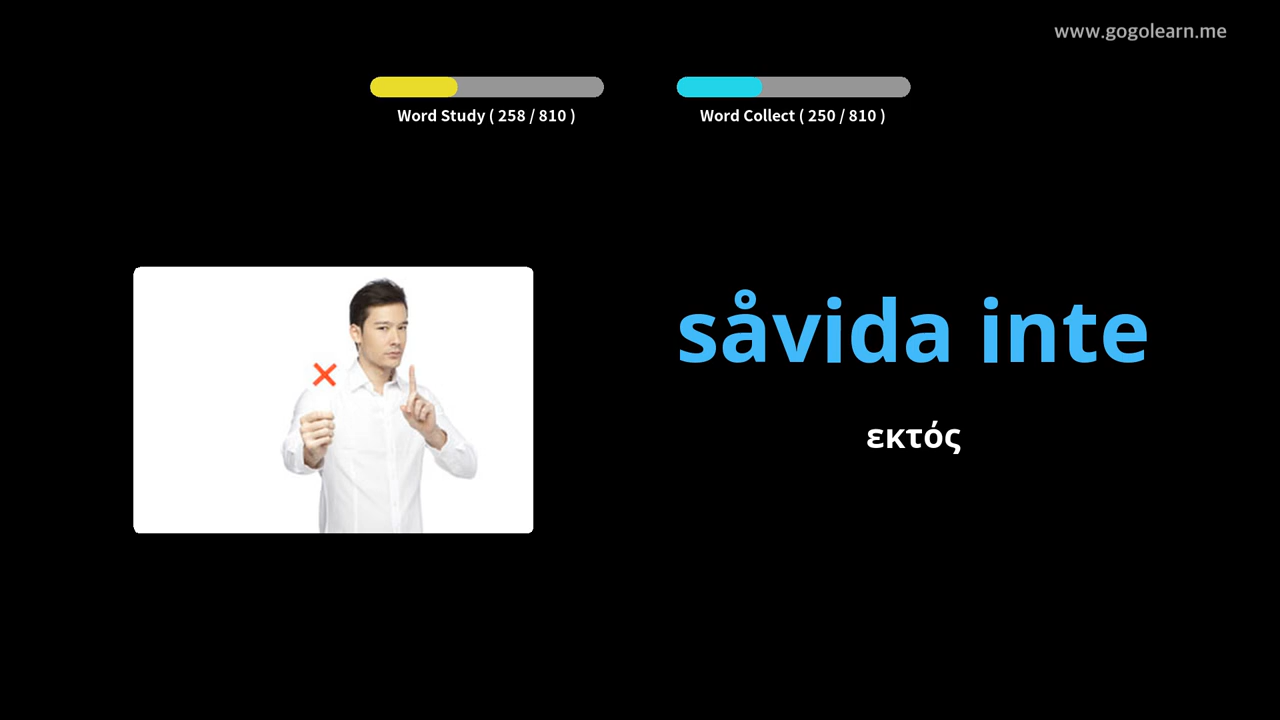 www.gogolearn.me
Word Study ( 258 / 810 )
Word Collect ( 250 / 810 )
såvida inte
εκτός